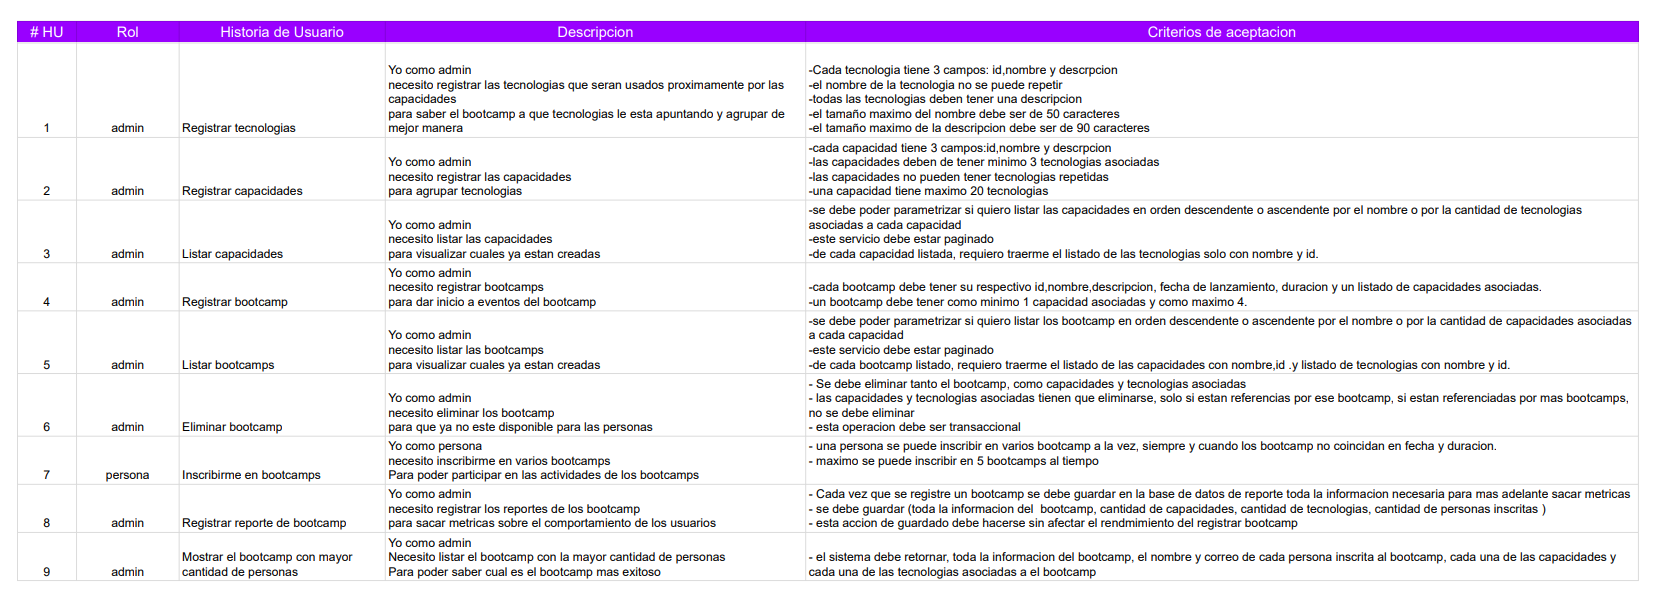 # HU Rol Historia de Usuario Descripcion Criterios de aceptacion
1 admin Registrar tecnologias
Yo como admin
necesito registrar las tecnologias que seran usados proximamente por las
capacidades
para saber el bootcamp a que tecnologias le esta apuntando y agrupar de
mejor manera
-Cada tecnologia tiene 3 campos: id,nombre y descrpcion
-el nombre de la tecnologia no se puede repetir
-todas las tecnologias deben tener una descripcion
-el tamaño maximo del nombre debe ser de 50 caracteres
-el tamaño maximo de la descripcion debe ser de 90 caracteres
2 admin Registrar capacidades
Yo como admin
necesito registrar las capacidades
para agrupar tecnologias
-cada capacidad tiene 3 campos:id,nombre y descrpcion
-las capacidades deben de tener minimo 3 tecnologias asociadas
-las capacidades no pueden tener tecnologias repetidas
-una capacidad tiene maximo 20 tecnologias
3 admin Listar capacidades
Yo como admin
necesito listar las capacidades
para visualizar cuales ya estan creadas
-se debe poder parametrizar si quiero listar las capacidades en orden descendente o ascendente por el nombre o por la cantidad de tecnologias
asociadas a cada capacidad
-este servicio debe estar paginado
-de cada capacidad listada, requiero traerme el listado de las tecnologias solo con nombre y id.
4 admin Registrar bootcamp
Yo como admin
necesito registrar bootcamps
para dar inicio a eventos del bootcamp
-cada bootcamp debe tener su respectivo id,nombre,descripcion, fecha de lanzamiento, duracion y un listado de capacidades asociadas.
-un bootcamp debe tener como minimo 1 capacidad asociadas y como maximo 4.
5 admin Listar bootcamps
Yo como admin
necesito listar las bootcamps
para visualizar cuales ya estan creadas
-se debe poder parametrizar si quiero listar los bootcamp en orden descendente o ascendente por el nombre o por la cantidad de capacidades asociadas
a cada capacidad
-este servicio debe estar paginado
-de cada bootcamp listado, requiero traerme el listado de las capacidades con nombre,id .y listado de tecnologias con nombre y id.
6 admin Eliminar bootcamp
Yo como admin
necesito eliminar los bootcamp
para que ya no este disponible para las personas
- Se debe eliminar tanto el bootcamp, como capacidades y tecnologias asociadas
- las capacidades y tecnologias asociadas tienen que eliminarse, solo si estan referencias por ese bootcamp, si estan referenciadas por mas bootcamps,
no se debe eliminar
- esta operacion debe ser transaccional
7 persona Inscribirme en bootcamps
Yo como persona
necesito inscribirme en varios bootcamps
Para poder participar en las actividades de los bootcamps
- una persona se puede inscribir en varios bootcamp a la vez, siempre y cuando los bootcamp no coincidan en fecha y duracion.
- maximo se puede inscribir en 5 bootcamps al tiempo
8 admin Registrar reporte de bootcamp
Yo como admin
necesito registrar los reportes de los bootcamp
para sacar metricas sobre el comportamiento de los usuarios
- Cada vez que se registre un bootcamp se debe guardar en la base de datos de reporte toda la informacion necesaria para mas adelante sacar metricas
- se debe guardar (toda la informacion del bootcamp, cantidad de capacidades, cantidad de tecnologias, cantidad de personas inscritas )
- esta accion de guardado debe hacerse sin afectar el rendmimiento del registrar bootcamp
9 admin Mostrar el bootcamp con mayor
cantidad de personas
Yo como admin
Necesito listar el bootcamp con la mayor cantidad de personas
Para poder saber cual es el bootcamp mas exitoso
- el sistema debe retornar, toda la informacion del bootcamp, el nombre y correo de cada persona inscrita al bootcamp, cada una de las capacidades y
cada una de las tecnologias asociadas a el bootcamp